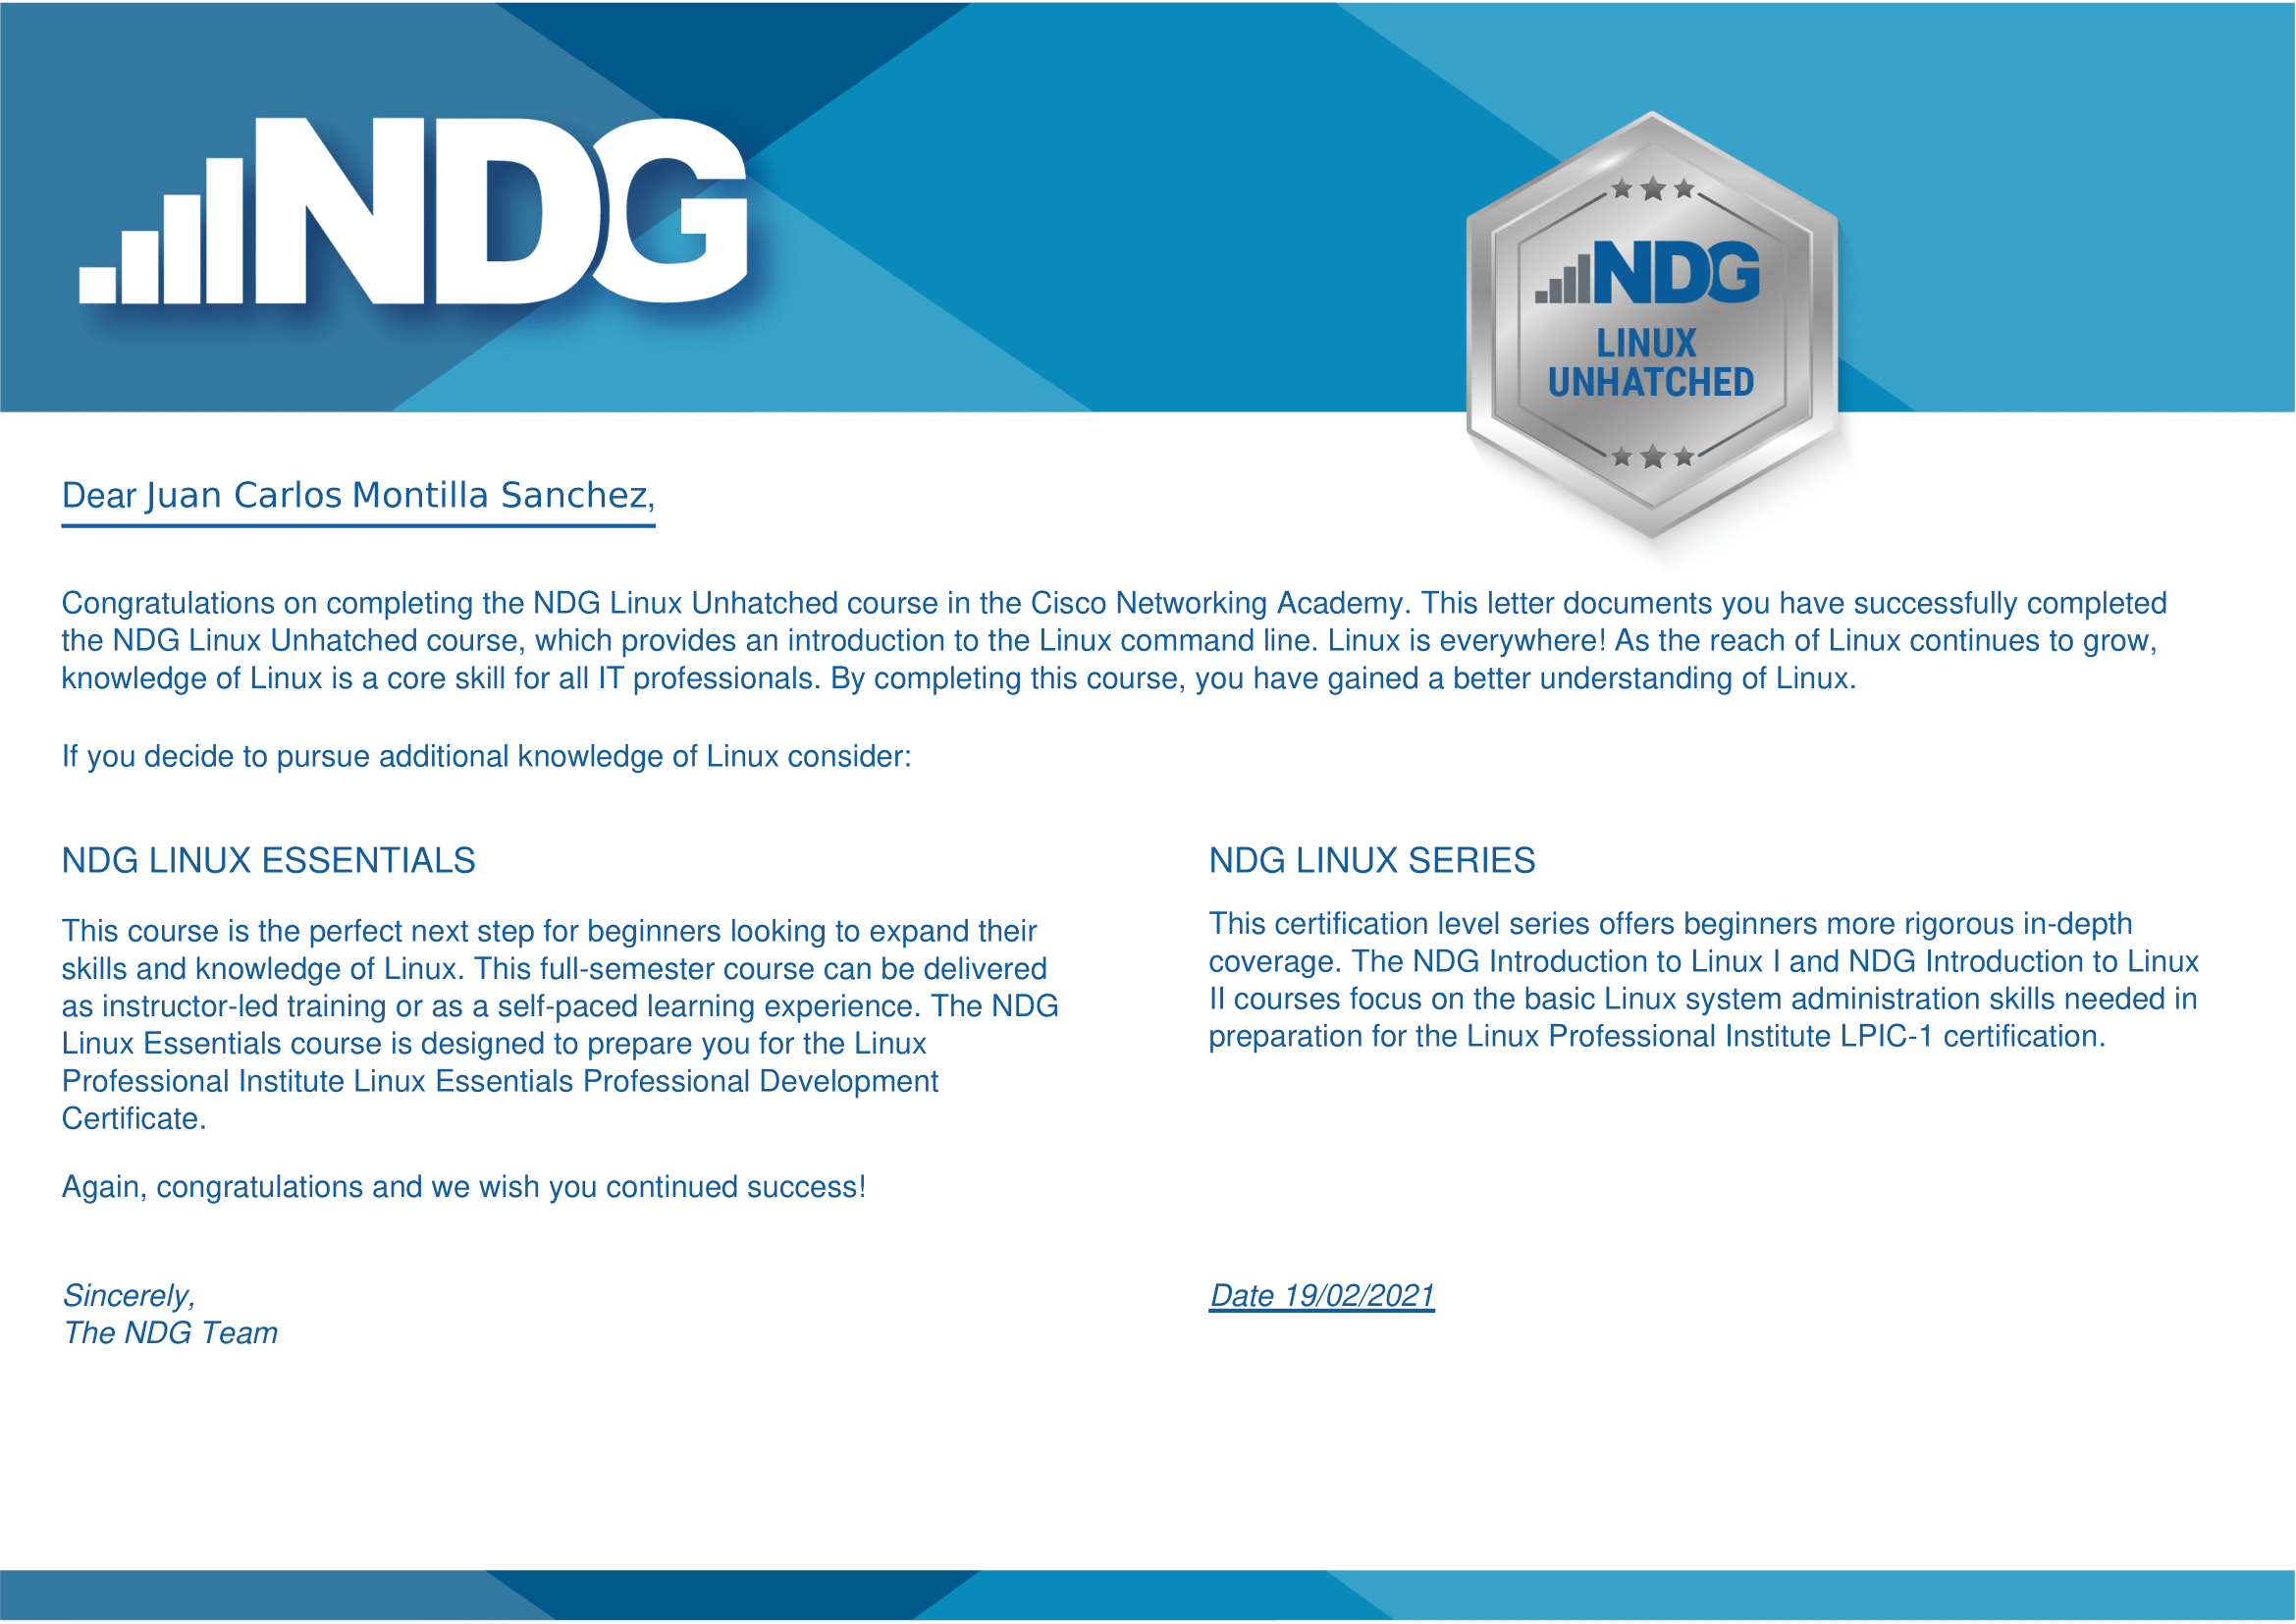 NDG
NDG
LINUX
UNHATCHED
Dear Juan Carlos Montilla Sanchez,
Congratulations on completing the NDG Linux Unhatched course in the Cisco Networking Academy. This letter documents you have successfully completed
the NDG Linux Unhatched course, which provides an introduction to the Linux command line. Linux is everywhere! As the reach of Linux continues to grow,
knowledge of Linux is a core skill for all IT professionals. By completing this course, you have gained a better understanding of Linux.
If you decide to pursue additional knowledge of Linux consider:
NDG LINUX ESSENTIALS
This course is the perfect next step for beginners looking to expand their
skills and knowledge of Linux. This full-semester course can be delivered
as instructor-led training or as a self-paced learning experience. The NDG
Linux Essentials course is designed to prepare you for the Linux
Professional Institute Linux Essentials Professional Development
Certificate.
NDG LINUX SERIES
This certification level series offers beginners more rigorous in-depth
coverage. The NDG Introduction to Linux I and NDG Introduction to Linux
II courses focus on the basic Linux system administration skills needed in
preparation for the Linux Professional Institute LPIC-1 certification.
Again, congratulations and we wish you continued success!
Sincerely,
The NDG Team
Date 19/02/2021